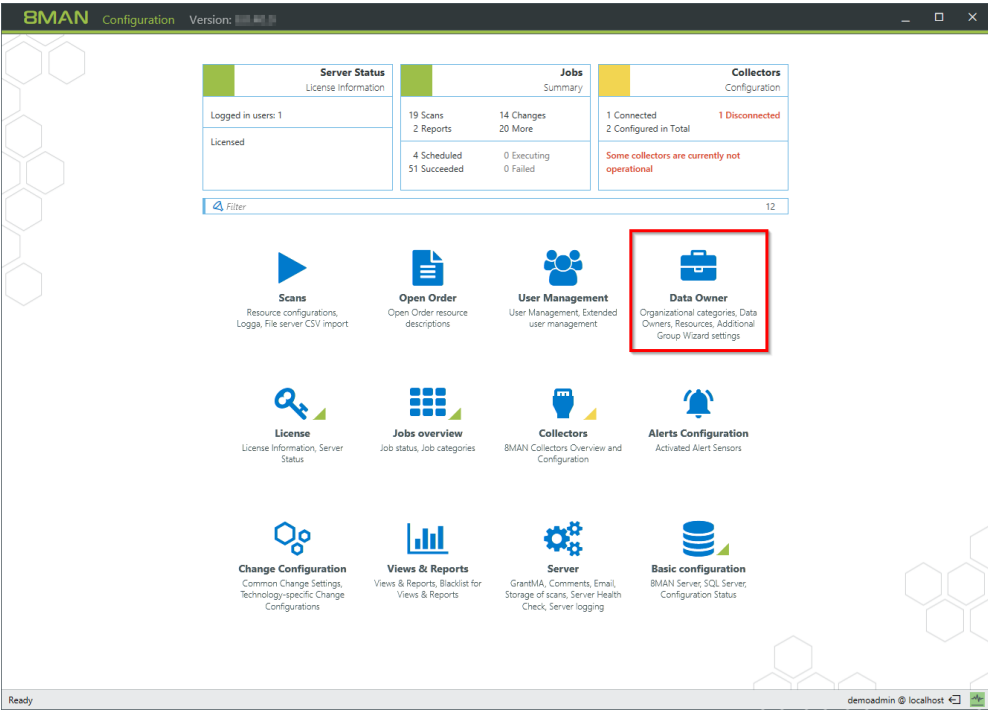 8MAN Configuration Version:
Server Status
License Information
Logged in users: 1
Licensed
Jobs
Summary
19 Scans 14 Changes
2 Reports 20 More
4 Scheduled 0 Executing
51 Succeeded 0 Failed
Collectors
Configuration
1 Connected 1 Disconnected
2 Configured in Total
Some collectors are currently not
operational
Filter 12
Scans
Resource configurations,
Logga, File server CSV import.
Open Order
Open Order resource
descriptions
User Management
User Management, Extended
user management
Data Owner
Organizational categories, Data
Owners, Resources, Additional
Group Wizard settings
License
License Information, Server
Status
Jobs overview
Job status, Job categories
Collectors
8MAN Collectors Overview and
Configuration
Alerts Configuration
Activated Alert Sensors
Change Configuration
Common Change Settings,
Technology-specific Change
Configurations
Views & Reports
Views & Reports, Blacklist for
Views & Reports
Server
GrantMA, Comments, Email,
Storage of scans, Server Health
Check, Server logging
Basic configuration
8MAN Server, SQL Server,
Configuration Status
Ready demoadmin @ localhost